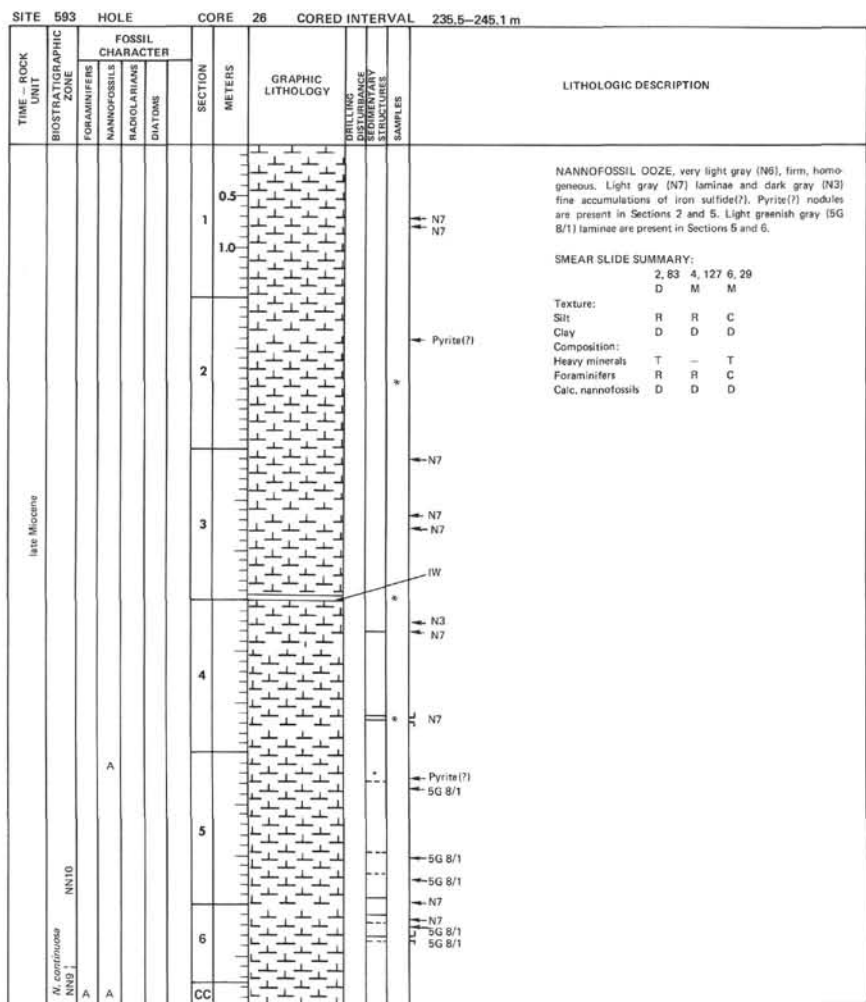 SITE 593 HOLE CORE 26 CORED INTERVAL 235.5–245.1 m
TIME – ROCK UNIT
BIOSTRATIGRAPHIC ZONE
FOSSIL CHARACTER
FORAMINIFERS
NANNOFOSSILS
RADIOLARIANS
DIATOMS
SECTION
METERS
GRAPHIC LITHOLOGY
DRILLING DISTURBANCE
SEDIMENTARY STRUCTURES
SAMPLES
LITHOLOGIC DESCRIPTION
NANNOFOSSIL OOZE, very light gray (N6), firm, homo-
geneous. Light gray (N7) laminae and dark gray (N3)
fine accumulations of iron sulfide(?). Pyrite(?) nodules
are present in Sections 2 and 5. Light greenish gray (5G
8/1) laminae are present in Sections 5 and 6.
SMEAR SLIDE SUMMARY:
2, 83 4, 127 6, 29
D M M
Texture:
Silt R R C
Clay D D D
Composition:
Heavy minerals T – T
Foraminifers R R C
Calc. nannofossils D D D
0.5
1
N7
N7
1.0
Pyrite(?)
2
*
N7
late Miocene
3
N7
N7
IW
*
N3
N7
4
* N7
A
*
Pyrite(?)
5G 8/1
5
5G 8/1
NN10
5G 8/1
N7
N7
5G 8/1
6
5G 8/1
N. continuosa
NN9
A A
CC